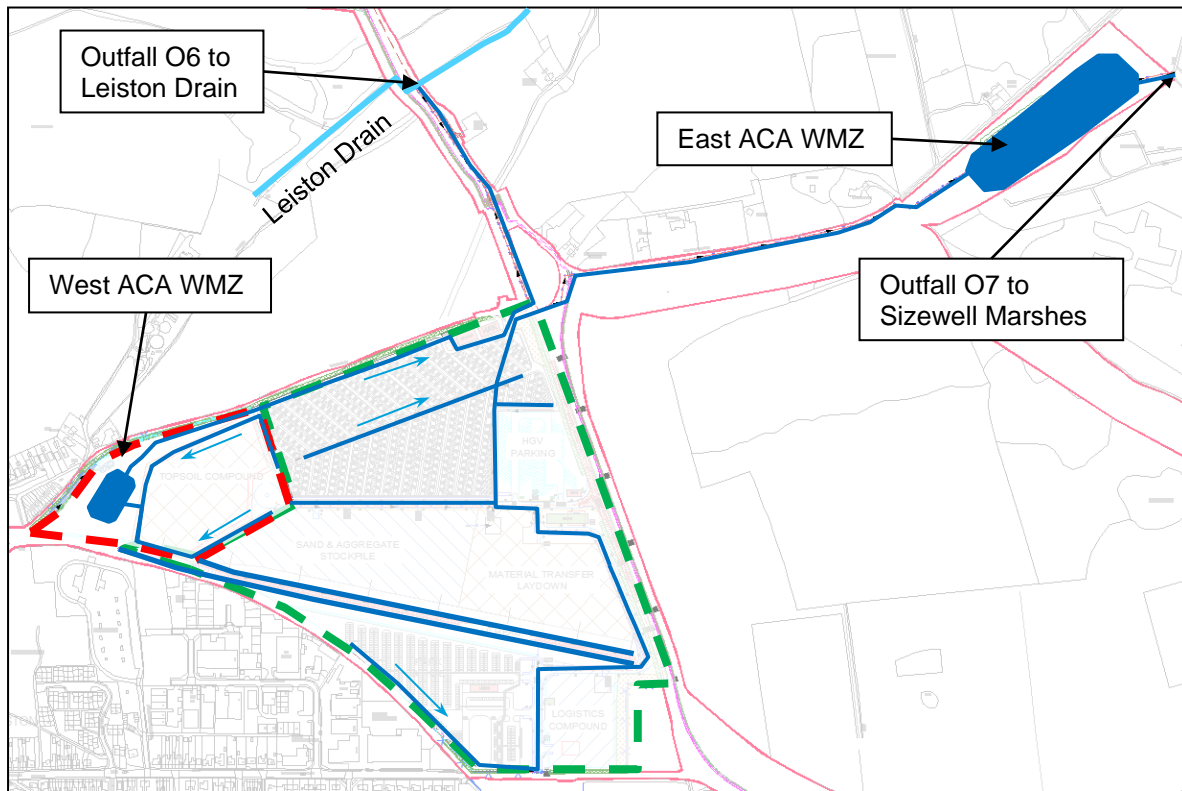 Outfall O6 to
Leiston Drain
East ACA WMZ
Leiston Drain
West ACA WMZ
Outfall O7 to
Sizewell Marshes
HGV
PARKING
TOPSOIL COMPOUND
SAND & AGGREGATE
STOCKPILE
MATERIAL TRANSFER
LAYDOWN
LOGISTICS
COMPOUND